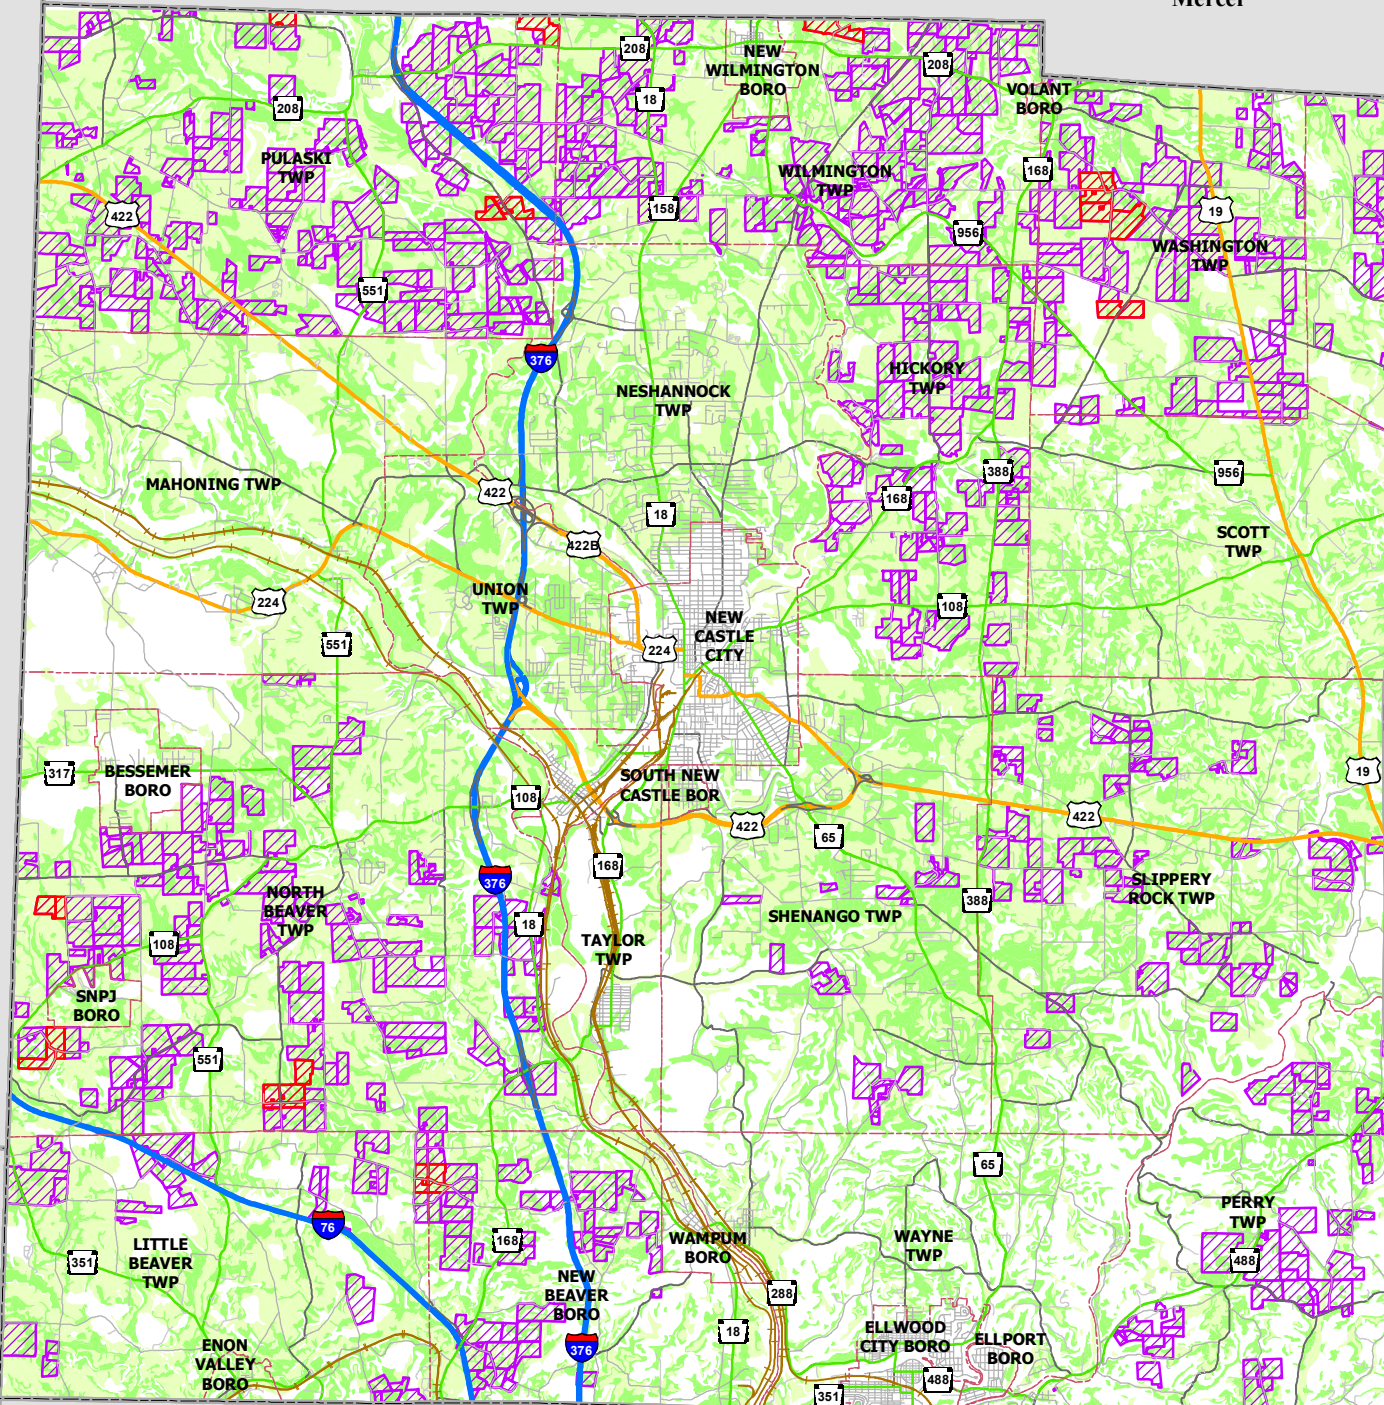 Mercer
208
NEW
WILMINGTON
BORO
208
18
VOLANT
BORO
208
PULASKI
TWP
WILMINGTON
TWP
168
422
158
956
19
WASHINGTON
TWP
551
376
HICKORY
TWP
NESHANNOCK
TWP
MAHONING TWP
422
168
388
956
18
422B
SCOTT
TWP
UNION
TWP
224
108
NEW
CASTLE
CITY
551
224
317
BESSEMER
BORO
SOUTH NEW
CASTLE BOR
19
108
422
422
65
168
376
NORTH
BEAVER
TWP
SLIPPERY
ROCK TWP
388
SHENANGO TWP
18
108
TAYLOR
TWP
SNPJ
BORO
551
65
PERRY
TWP
76
WAMPUM
BORO
WAYNE
TWP
168
351
LITTLE
BEAVER
TWP
488
NEW
BEAVER
BORO
288
18
ELLWOOD
CITY BORO
ELLPORT
BORO
376
ENON
VALLEY
BORO
488
351